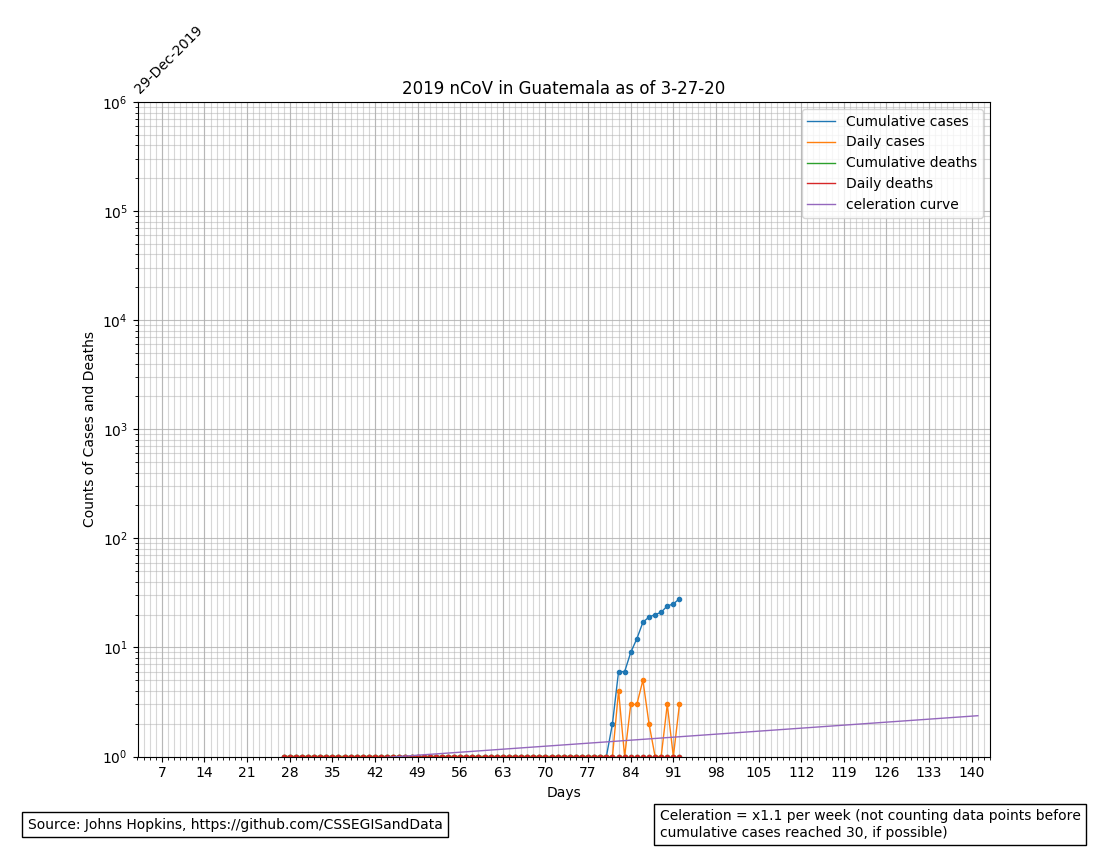 29-Dec-2019
2019 nCoV in Guatemala as of 3-27-20
Cumulative cases
Daily cases
Cumulative deaths
Daily deaths
celeration curve
10^6
10^5
10^4
10^3
10^2
10^1
10^0
Counts of Cases and Deaths
7 14 21 28 35 42 49 56 63 70 77 84 91 98 105 112 119 126 133 140
Days
Source: Johns Hopkins, https://github.com/CSSEGISandData
Celeration = x1.1 per week (not counting data points before
cumulative cases reached 30, if possible)